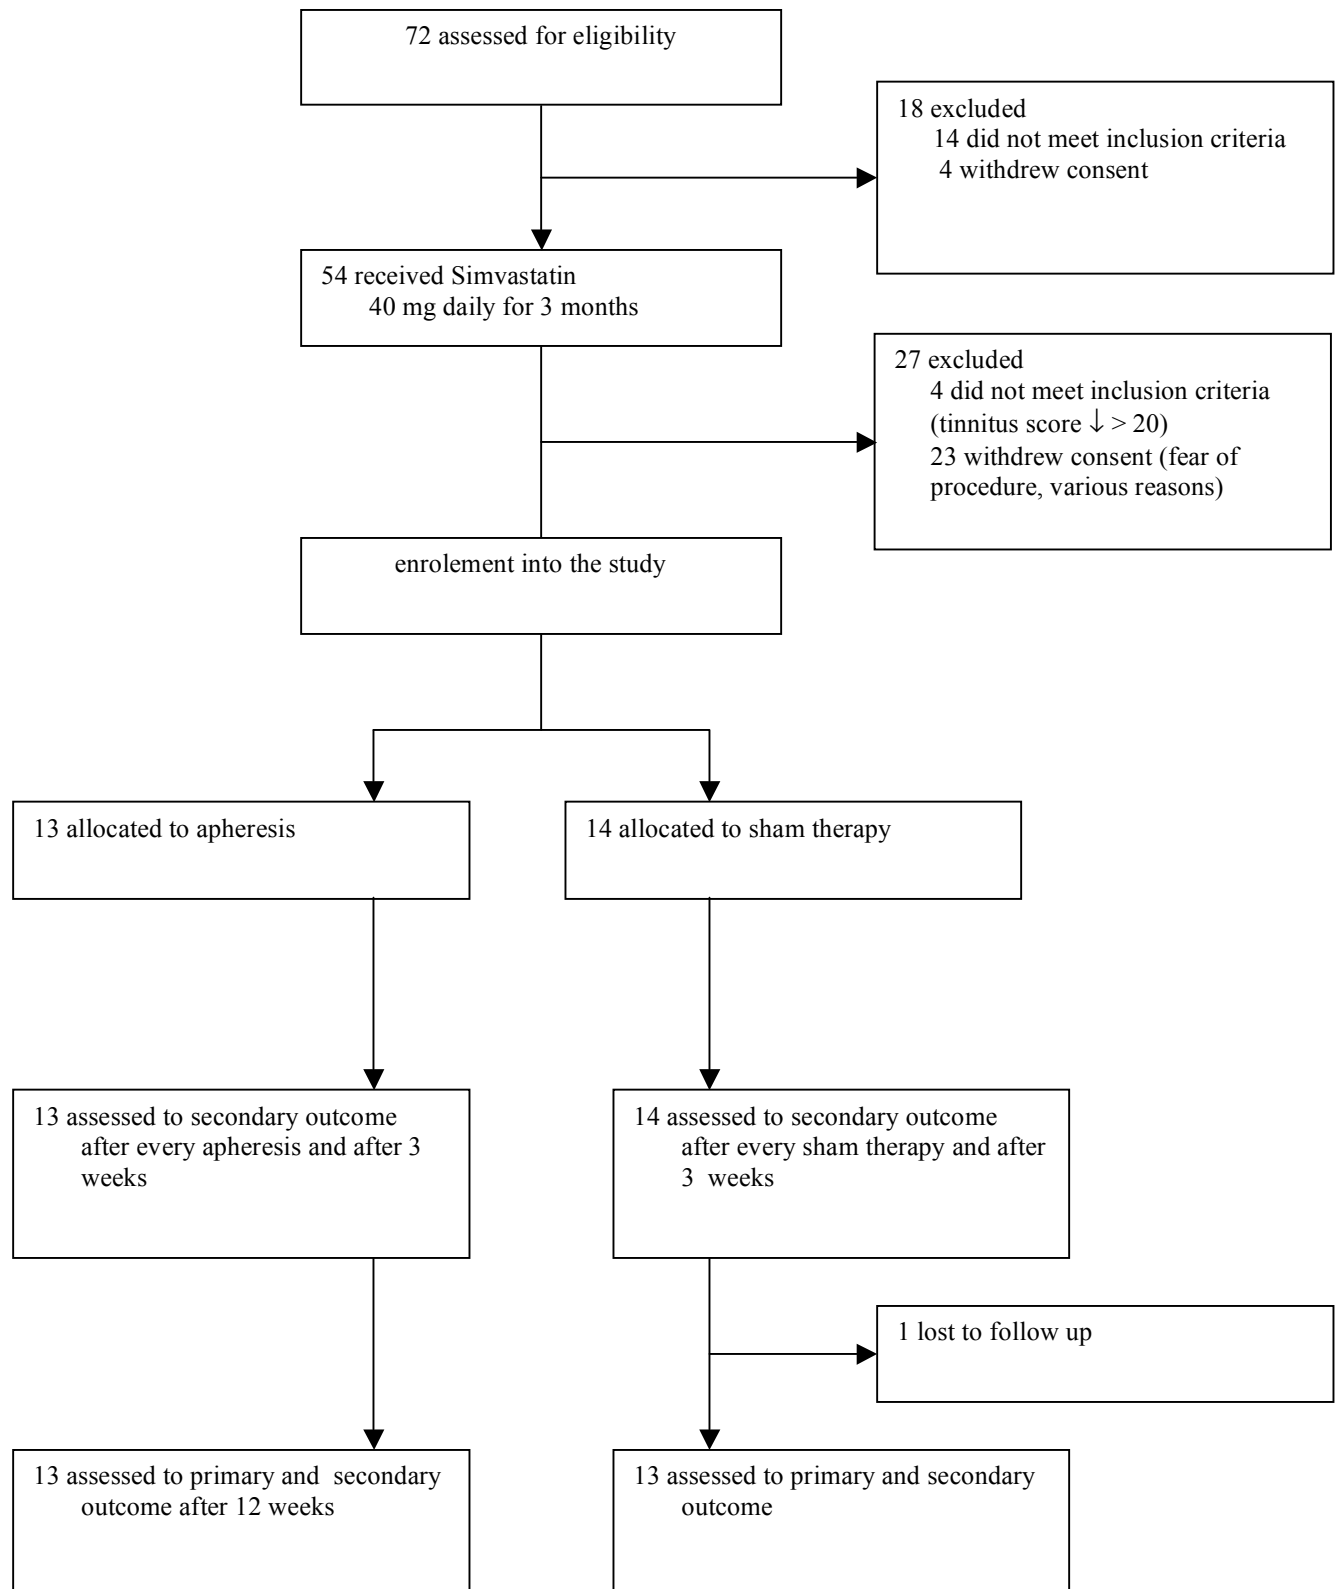 72 assessed for eligibility
18 excluded
14 did not meet inclusion criteria
4 withdrew consent
54 received Simvastatin
40 mg daily for 3 months
27 excluded
4 did not meet inclusion criteria
(tinnitus score ↓ > 20)
23 withdrew consent (fear of
procedure, various reasons)
enrolement into the study
13 allocated to apheresis
14 allocated to sham therapy
13 assessed to secondary outcome
after every apheresis and after 3
weeks
14 assessed to secondary outcome
after every sham therapy and after
3 weeks
1 lost to follow up
13 assessed to primary and secondary
outcome after 12 weeks
13 assessed to primary and secondary
outcome